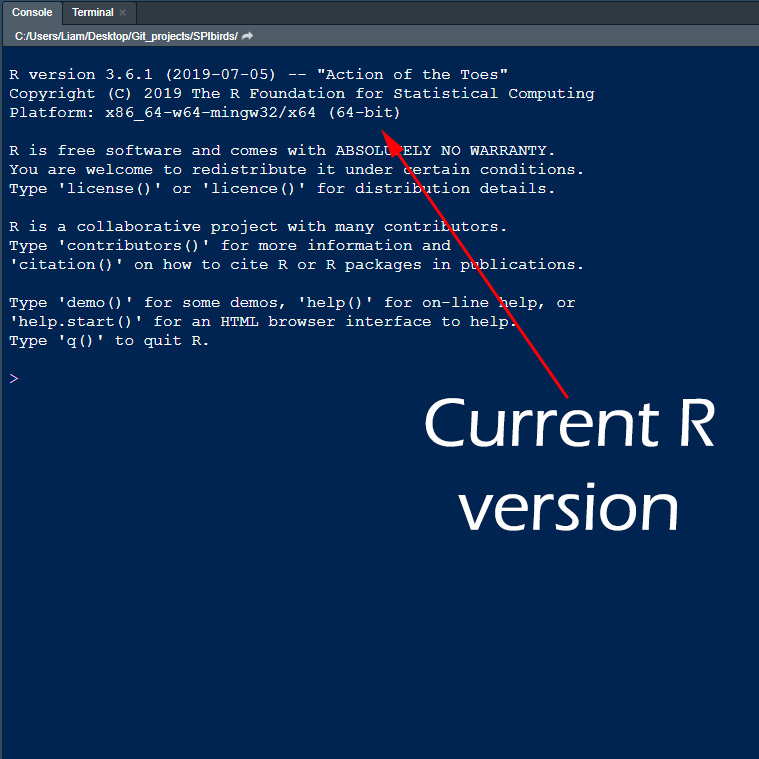 Console Terminal
C:/Users/Liam/Desktop/Git_projects/SPIbirds/
R version 3.6.1 (2019-07-05) -- "Action of the Toes"
Copyright (C) 2019 The R Foundation for Statistical Computing
Platform: x86_64-w64-mingw32/x64 (64-bit)
R is free software and comes with ABSOLUTELY NO WARRANTY.
You are welcome to redistribute it under certain conditions.
Type 'license()' or 'licence()' for distribution details.
R is a collaborative project with many contributors.
Type 'contributors()' for more information and
'citation()' on how to cite R or R packages in publications.
Type 'demo()' for some demos, 'help()' for on-line help, or
'help.start()' for an HTML browser interface to help.
Type 'q()' to quit R.
>
Current R
version